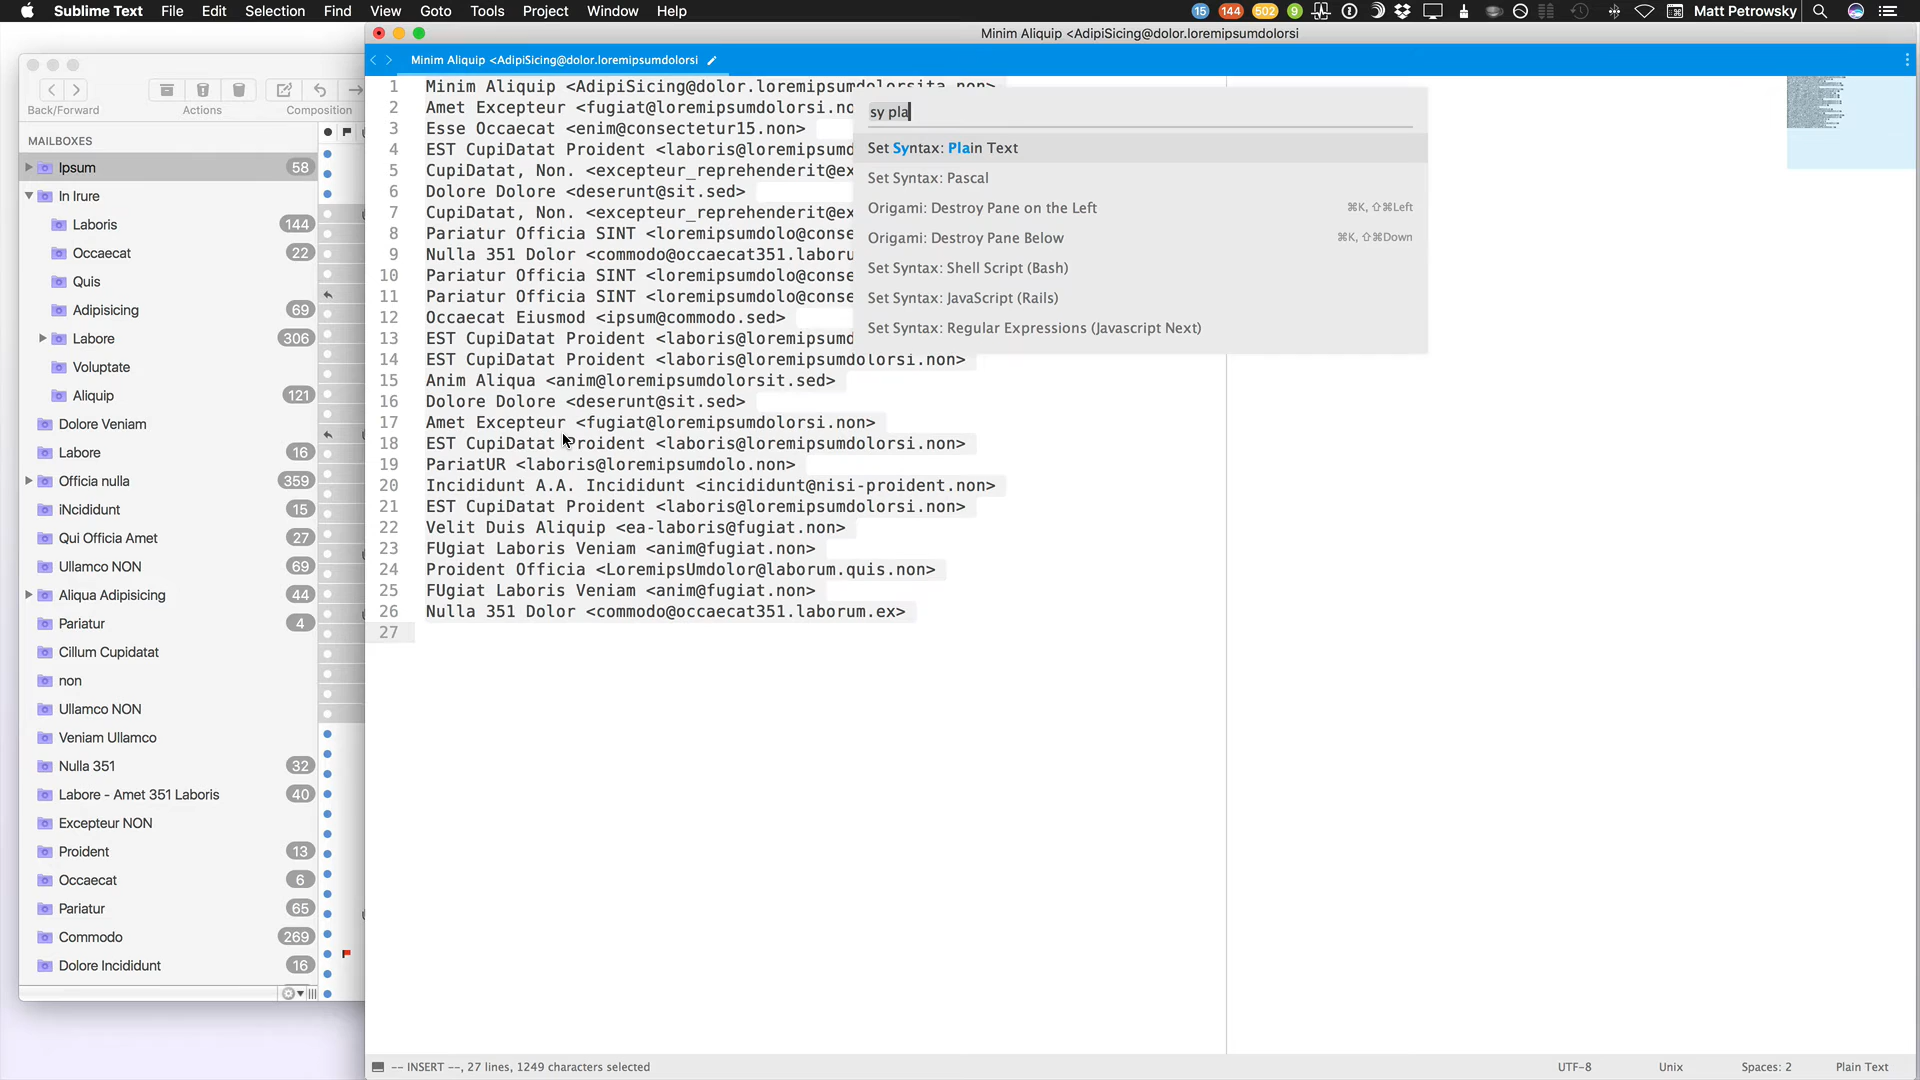 Sublime Text File Edit Selection Find View Goto Tools Project Window Help 15 144 502 9 Matt Petrowsky
Minim Aliquip <AdipiSicing@dolor.loremipsumdolorsi
Minim Aliquip <AdipiSicing@dolor.loremipsumdolorsi
Back/Forward Actions Composition
MAILBOXES
Ipsum 58
In Irure
Laboris 144
Occaecat 22
Quis
Adipisicing 69
Labore 306
Voluptate
Aliquip 121
Dolore Veniam
Labore 16
Officia nulla 359
iNcididunt 15
Qui Officia Amet 27
Ullamco NON 69
Aliqua Adipisicing 44
Pariatur 4
Cillum Cupidatat
non
Ullamco NON
Veniam Ullamco
Nulla 351 32
Labore - Amet 351 Laboris 40
Excepteur NON
Proident 13
Occaecat 6
Pariatur 65
Commodo 269
Dolore Incididunt 16
1 Minim Aliquip <AdipiSicing@dolor.loremipsumdolorsita.non>
2 Amet Excepteur <fugiat@loremipsumdolorsi.no
3 Esse Occaecat <enim@consectetur15.non>
4 EST CupiDatat Proident <laboris@loremipsumd
5 CupiDatat, Non. <excepteur_reprehenderit@ex
6 Dolore Dolore <deserunt@sit.sed>
7 CupiDatat, Non. <excepteur_reprehenderit@ex
8 Pariatur Officia SINT <loremipsumdolo@conse
9 Nulla 351 Dolor <commodo@occaecat351.laboru
10 Pariatur Officia SINT <loremipsumdolo@conse
11 Pariatur Officia SINT <loremipsumdolo@conse
12 Occaecat Eiusmod <ipsum@commodo.sed>
13 EST CupiDatat Proident <laboris@loremipsumd
14 EST CupiDatat Proident <laboris@loremipsumdolorsi.non>
15 Anim Aliqua <anim@loremipsumdolorsit.sed>
16 Dolore Dolore <deserunt@sit.sed>
17 Amet Excepteur <fugiat@loremipsumdolorsi.non>
18 EST CupiDatat Proident <laboris@loremipsumdolorsi.non>
19 PariatUR <laboris@loremipsumdolo.non>
20 Incididunt A.A. Incididunt <incididunt@nisi-proident.non>
21 EST CupiDatat Proident <laboris@loremipsumdolorsi.non>
22 Velit Duis Aliquip <ea-laboris@fugiat.non>
23 FUgiat Laboris Veniam <anim@fugiat.non>
24 Proident Officia <LoremipsUmdolor@laborum.quis.non>
25 FUgiat Laboris Veniam <anim@fugiat.non>
26 Nulla 351 Dolor <commodo@occaecat351.laborum.ex>
27
sy pla
Set Syntax: Plain Text
Set Syntax: Pascal
Origami: Destroy Pane on the Left ⌘K, ⇧⌘Left
Origami: Destroy Pane Below ⌘K, ⇧⌘Down
Set Syntax: Shell Script (Bash)
Set Syntax: JavaScript (Rails)
Set Syntax: Regular Expressions (Javascript Next)
-- INSERT --, 27 lines, 1249 characters selected UTF-8 Unix Spaces: 2 Plain Text